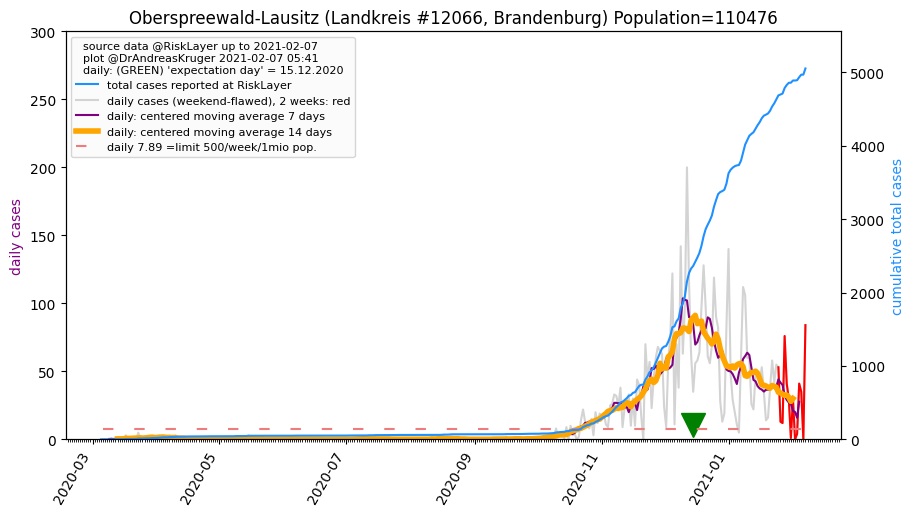 Oberspreewald-Lausitz (Landkreis #12066, Brandenburg) Population=110476
source data @RiskLayer up to 2021-02-07
plot @DrAndreasKruger 2021-02-07 05:41
daily: (GREEN) 'expectation day' = 15.12.2020
total cases reported at RiskLayer
daily cases (weekend-flawed), 2 weeks: red
daily: centered moving average 7 days
daily: centered moving average 14 days
daily 7.89 =limit 500/week/1mio pop.
300
250
200
150
100
50
0
daily cases
5000
4000
3000
2000
1000
0
cumulative total cases
2020-03
2020-05
2020-07
2020-09
2020-11
2021-01